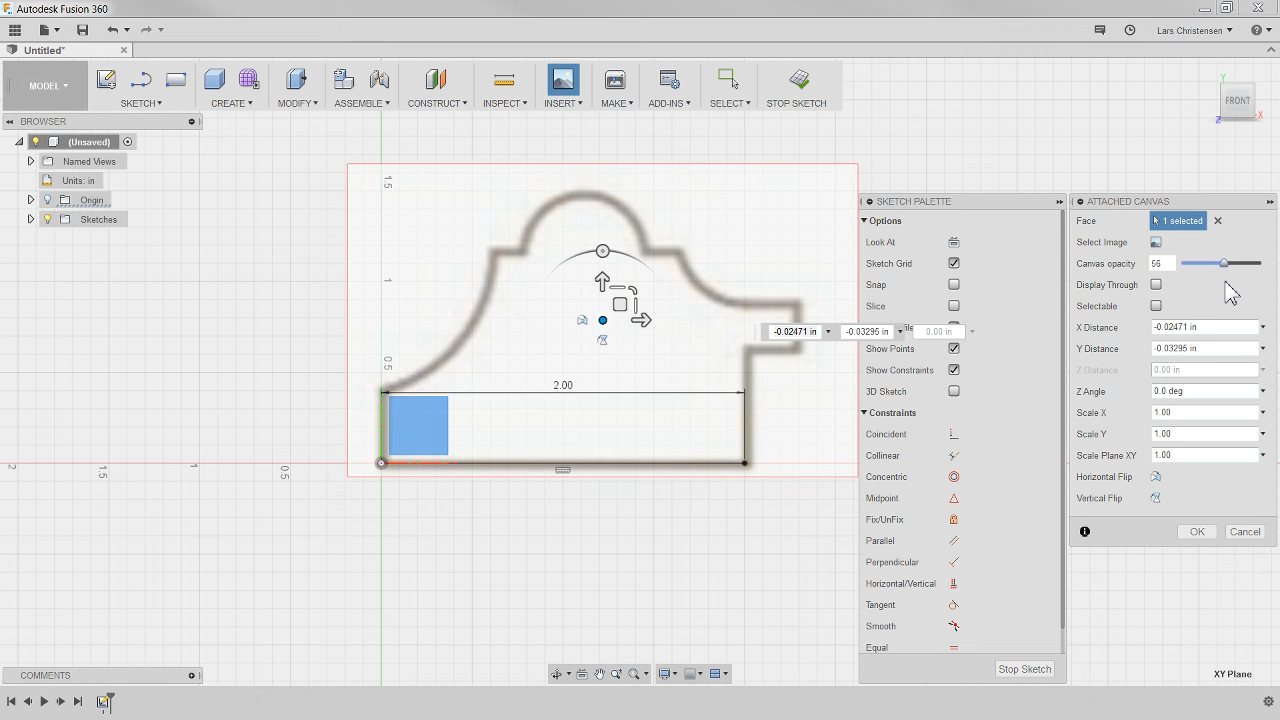 Autodesk Fusion 360
Lars Christensen
Untitled*
MODEL
SKETCH
CREATE
MODIFY
ASSEMBLE
CONSTRUCT
INSPECT
INSERT
MAKE
ADD-INS
SELECT
STOP SKETCH
FRONT
Y
X
Z
BROWSER
(Unsaved)
Named Views
Units: in
Origin
Sketches
1.5
1
0.5
2
1.5
1
0.5
2.00
-0.02471 in
-0.03295 in
0.00 in
SKETCH PALETTE
Options
Look At
Sketch Grid
Snap
Slice
Show Points
Show Constraints
3D Sketch
Constraints
Coincident
Collinear
Concentric
Midpoint
Fix/UnFix
Parallel
Perpendicular
Horizontal/Vertical
Tangent
Smooth
Equal
Stop Sketch
ATTACHED CANVAS
Face
1 selected
Select Image
Canvas opacity
56
Display Through
Selectable
X Distance
-0.02471 in
Y Distance
-0.03295 in
Z Distance
0.00 in
Z Angle
0.0 deg
Scale X
1.00
Scale Y
1.00
Scale Plane XY
1.00
Horizontal Flip
Vertical Flip
OK
Cancel
COMMENTS
XY Plane